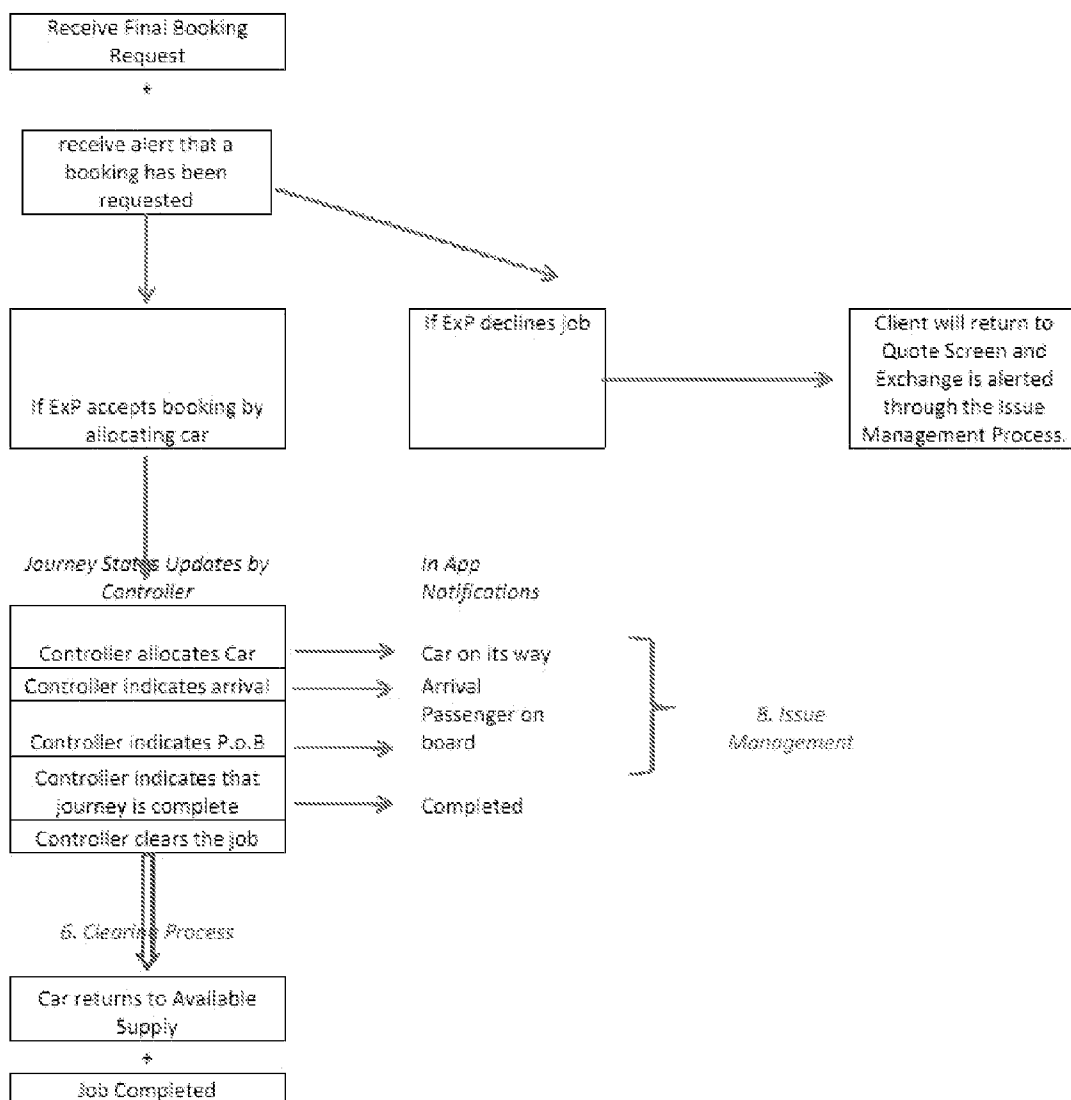 Receive Final Booking
Request
+
receive alert that a
booking has been
requested
If ExP accepts booking by
allocating car
If ExP declines job
Client will return to
Quote Screen and
Exchange is alerted
through the Issue
Management Process.
Journey Status Updates by
Controller
In App
Notifications
Controller allocates Car
Car on its way
Controller indicates arrival
Arrival
Controller indicates P.o.B
Passenger on
board
Controller indicates that
journey is complete
Completed
Controller clears the job
8. Issue
Management
6. Clearing Process
Car returns to Available
Supply
+
Job Completed